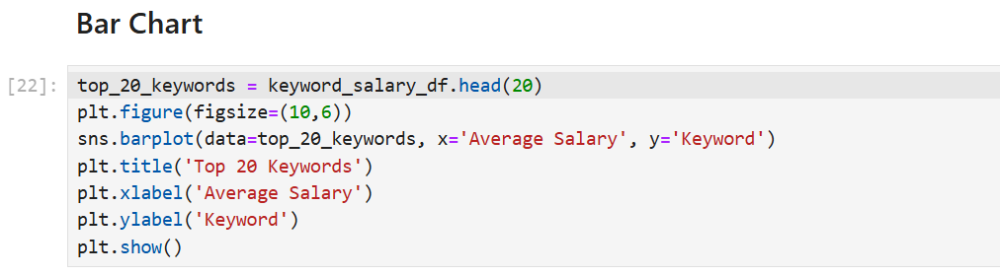 Bar Chart
[22]:
top_20_keywords = keyword_salary_df.head(20)
plt.figure(figsize=(10,6))
sns.barplot(data=top_20_keywords, x='Average Salary', y='Keyword')
plt.title('Top 20 Keywords')
plt.xlabel('Average Salary')
plt.ylabel('Keyword')
plt.show()